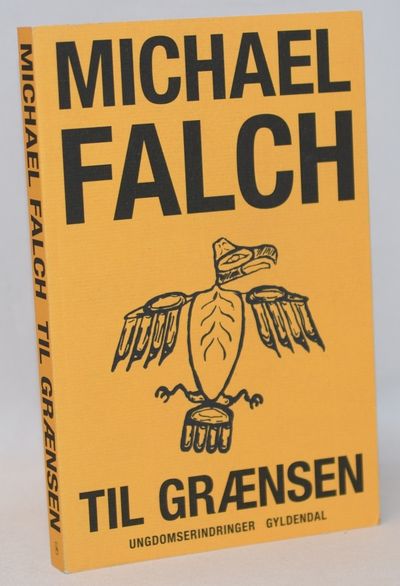 MICHAEL
FALCH
TIL GRÆNSEN
UNGDOMSERINDRINGER GYLDENDAL
MICHAEL FALCH TIL GRÆNSEN